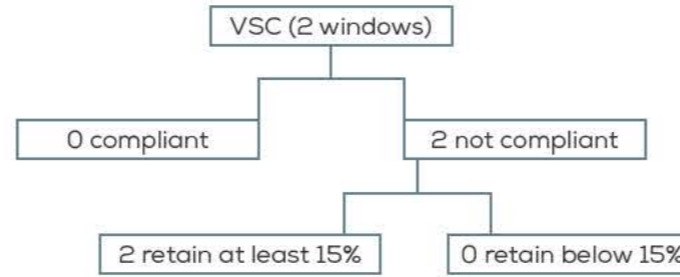 VSC (2 windows)
0 compliant
2 not compliant
2 retain at least 15%
0 retain below 15%